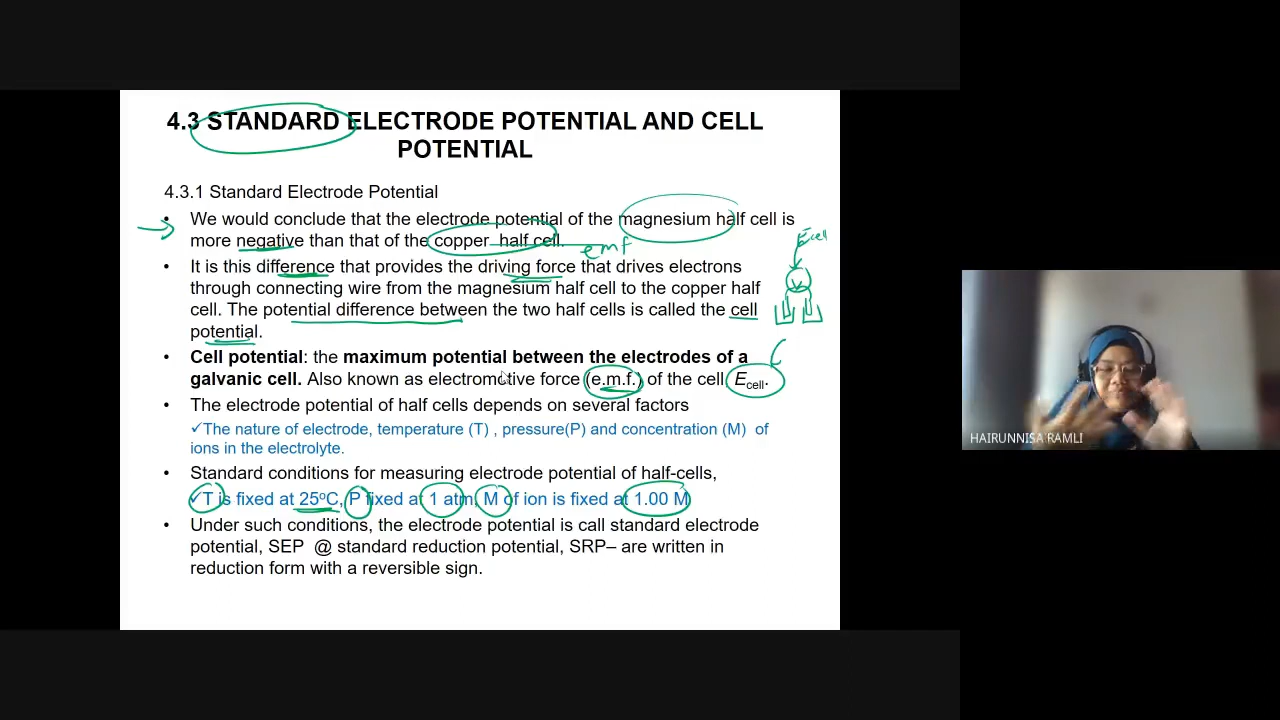 4.3 STANDARD ELECTRODE POTENTIAL AND CELL
POTENTIAL
4.3.1 Standard Electrode Potential
• We would conclude that the electrode potential of the magnesium half cell is
more negative than that of the copper half cell.
emf
Ecell
• It is this difference that provides the driving force that drives electrons
through connecting wire from the magnesium half cell to the copper half
cell. The potential difference between the two half cells is called the cell
potential.
V
• Cell potential: the maximum potential between the electrodes of a
galvanic cell. Also known as electromotive force (e.m.f.) of the cell, Ecell.
• The electrode potential of half cells depends on several factors
✓The nature of electrode, temperature (T) , pressure(P) and concentration (M) of
ions in the electrolyte.
• Standard conditions for measuring electrode potential of half-cells,
✓T is fixed at 25°C, P fixed at 1 atm, M of ion is fixed at 1.00 M
• Under such conditions, the electrode potential is call standard electrode
potential, SEP @ standard reduction potential, SRP– are written in
reduction form with a reversible sign.
HAIRUNNISA RAMLI